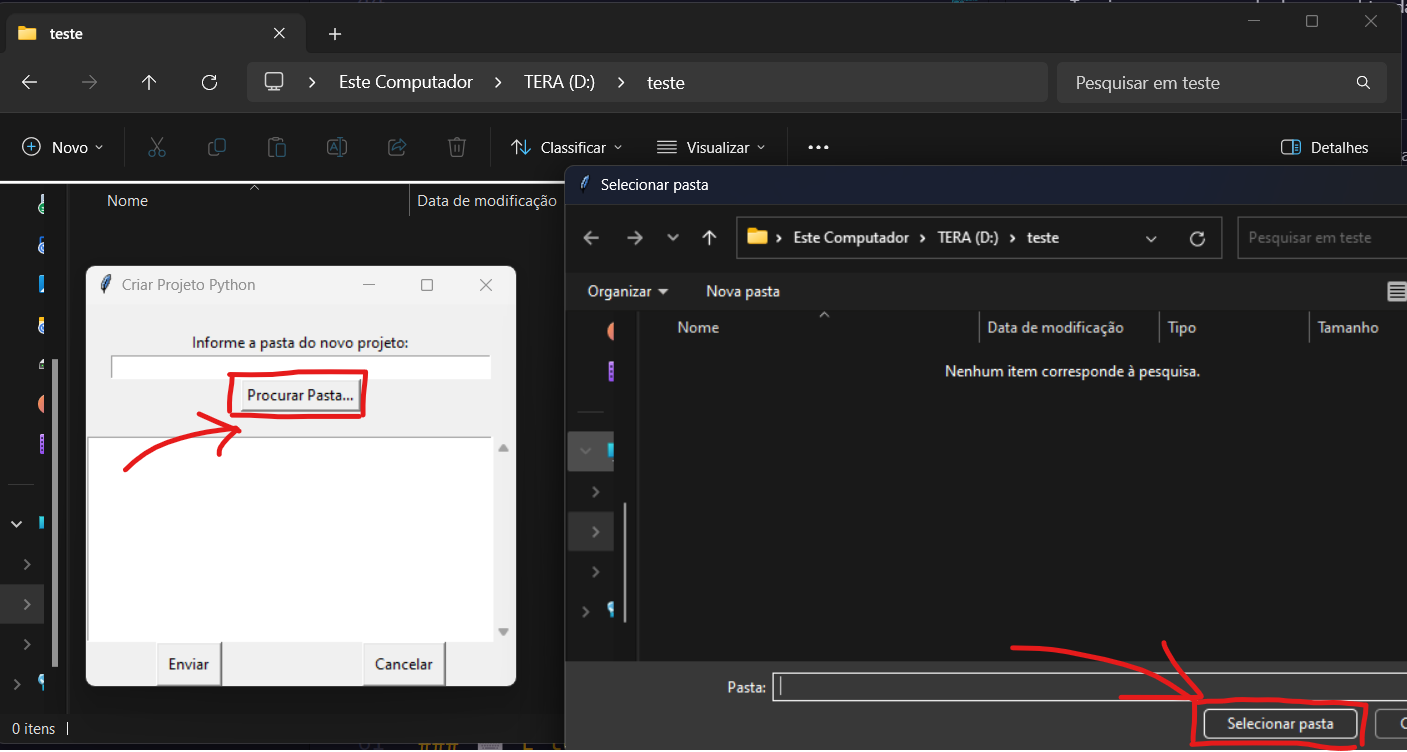 teste
Este Computador > TERA (D:) > teste
Pesquisar em teste
Novo
Classificar
Visualizar
Detalhes
Nome
Data de modificação
Criar Projeto Python
Informe a pasta do novo projeto:
Procurar Pasta...
Enviar
Cancelar
0 itens
Selecionar pasta
Este Computador > TERA (D:) > teste
Pesquisar em teste
Organizar
Nova pasta
Nome
Data de modificação
Tipo
Tamanho
Nenhum item corresponde à pesquisa.
Pasta:
Selecionar pasta